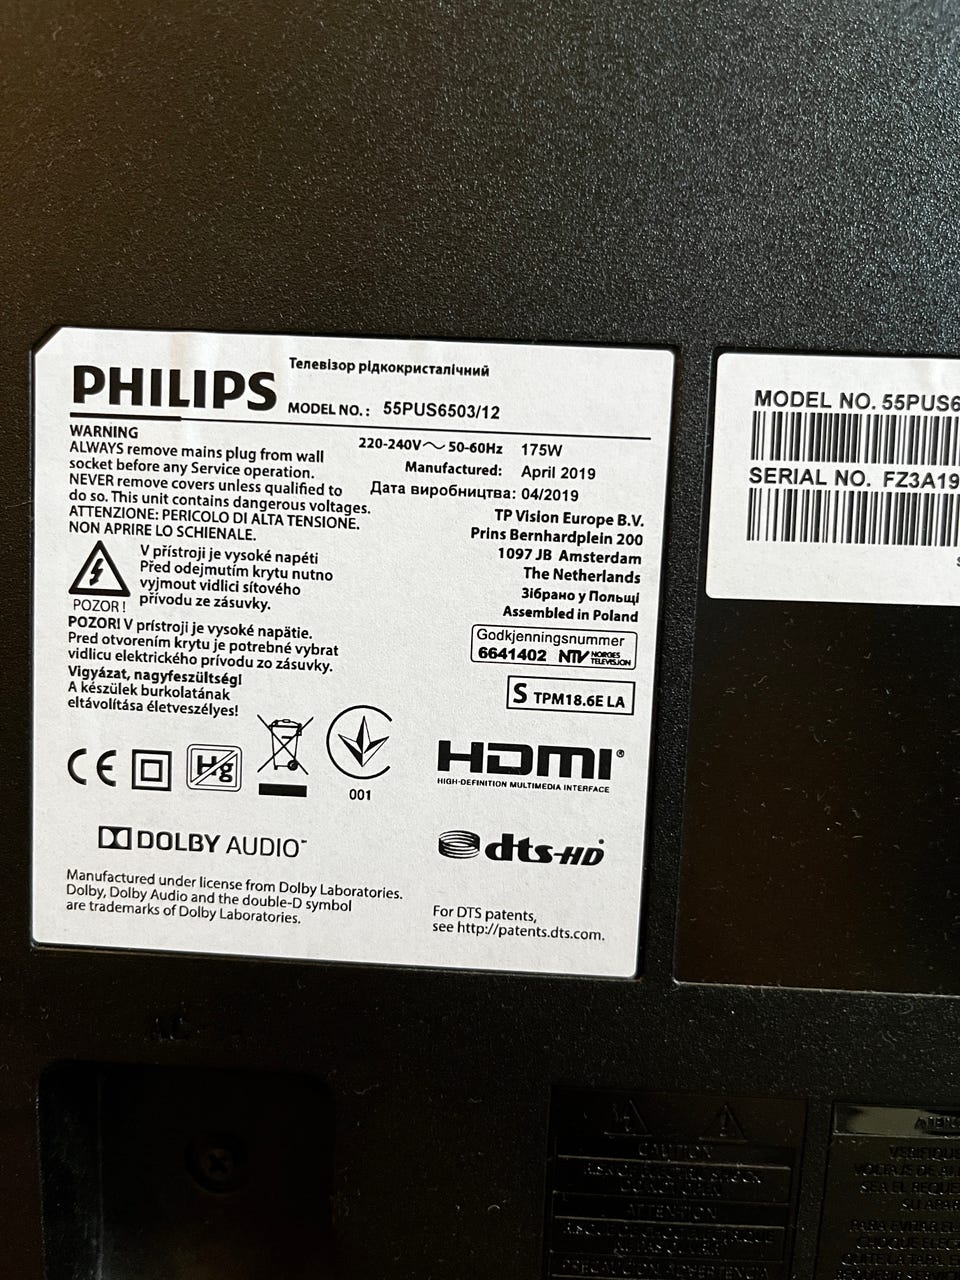 Телевізор рідкокристалічний
PHILIPS
MODEL NO.: 55PUS6503/12
WARNING
ALWAYS remove mains plug from wall
socket before any Service operation.
NEVER remove covers unless qualified to
do so. This unit contains dangerous voltages.
ATTENZIONE: PERICOLO DI ALTA TENSIONE.
NON APRIRE LO SCHIENALE.
V přístroji je vysoké napětí
Před odejmutím krytu nutno
vyjmout vidlici síťového
přívodu ze zásuvky.
POZOR !
POZOR! V prístroji je vysoké napätie.
Pred otvorením krytu je potrebné vybrat
vidlicu elektrického prívodu zo zásuvky.
Vigyázat, nagyfeszültség!
A készülek burkolatának
eltávolítása életveszélyes!
220-240V~ 50-60Hz 175W
Manufactured: April 2019
Дата виробництва: 04/2019
TP Vision Europe B.V.
Prins Bernhardplein 200
1097 JB Amsterdam
The Netherlands
Зібрано у Польщі
Assembled in Poland
Godkjenningsnummer
6641402 NTV NORGES TELEVISJON
S TPM18.6E LA
CE
Hg
001
HDMI®
HIGH-DEFINITION MULTIMEDIA INTERFACE
DOLBY AUDIO™
dts-HD
Manufactured under license from Dolby Laboratories.
Dolby, Dolby Audio and the double-D symbol
are trademarks of Dolby Laboratories.
For DTS patents,
see http://patents.dts.com.
MODEL NO. 55PUS6
SERIAL NO. FZ3A19
CAUTION
ATTENTION